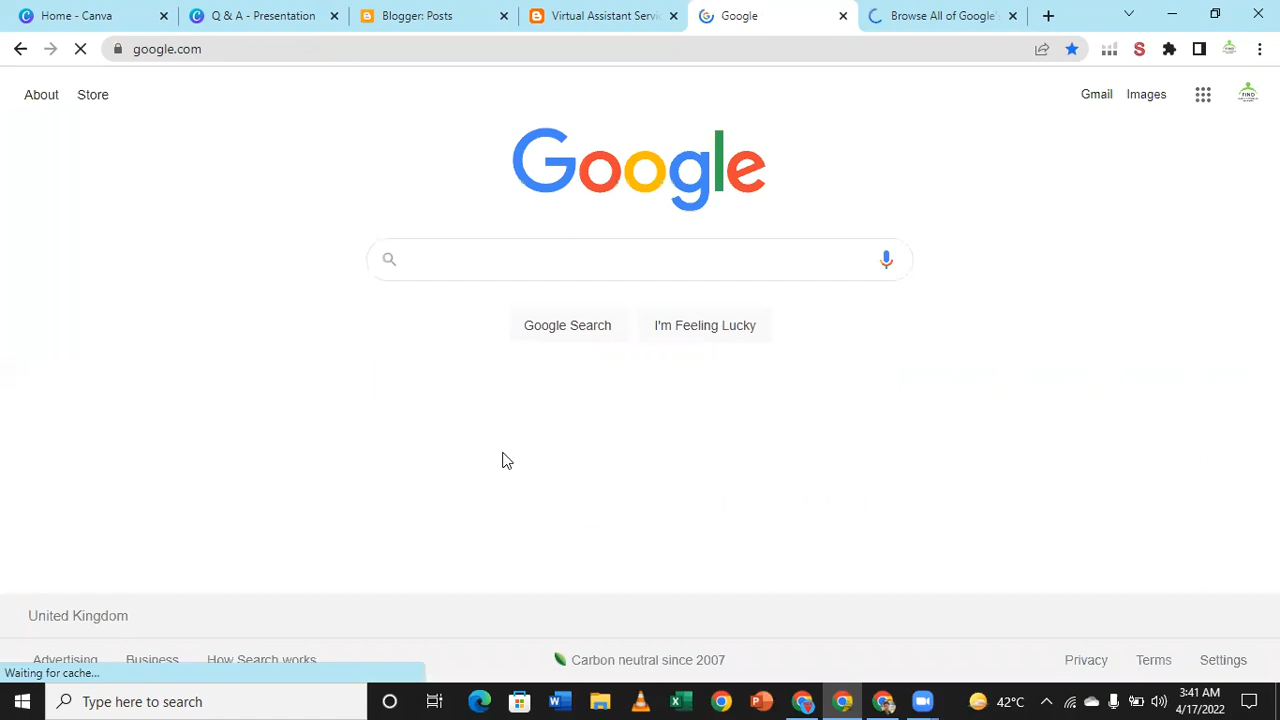 Home - Canva
Q & A - Presentation
Blogger: Posts
Virtual Assistant Servic
Google
Browse All of Google's
google.com
S
About
Store
Gmail
Images
FIND
Google
Google Search
I'm Feeling Lucky
United Kingdom
Advertising
Business
How Search works
Carbon neutral since 2007
Privacy
Terms
Settings
Waiting for cache...
Type here to search
42°C
3:41 AM
4/17/2022